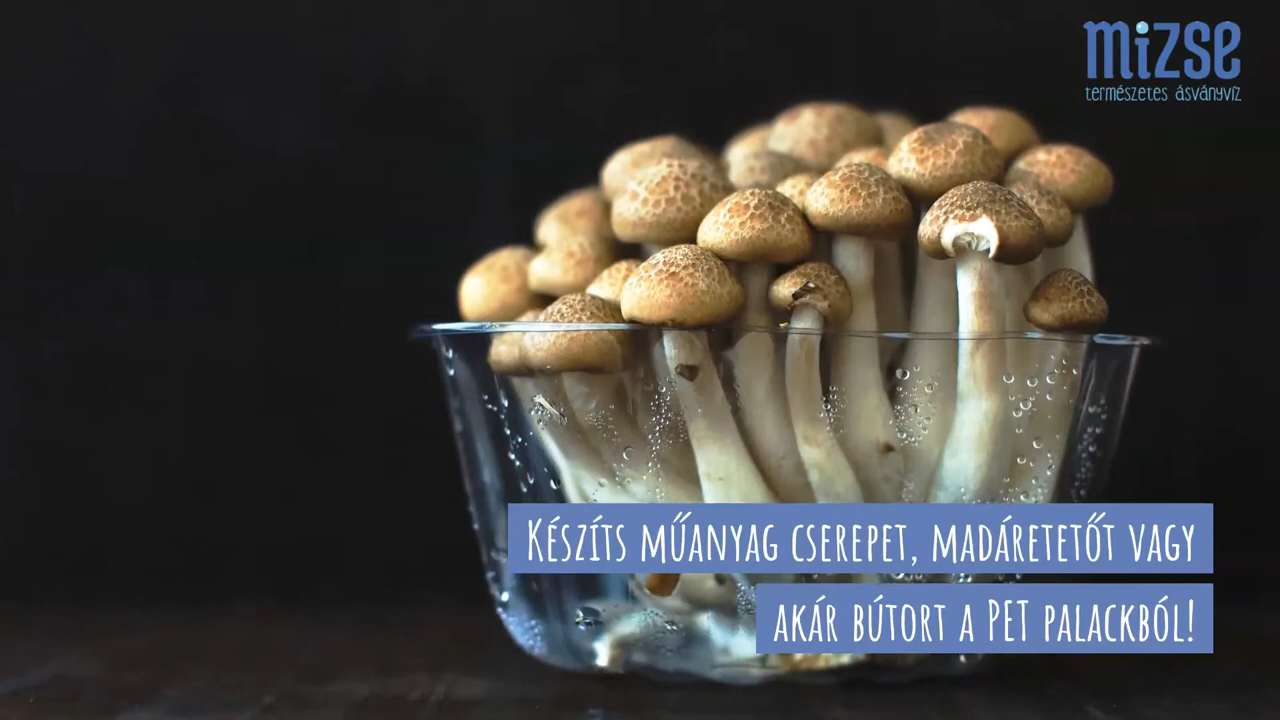 mizse
természetes ásványvíz
Készíts műanyag cserepet, madáretetőt vagy
akár bútort a PET palackból!